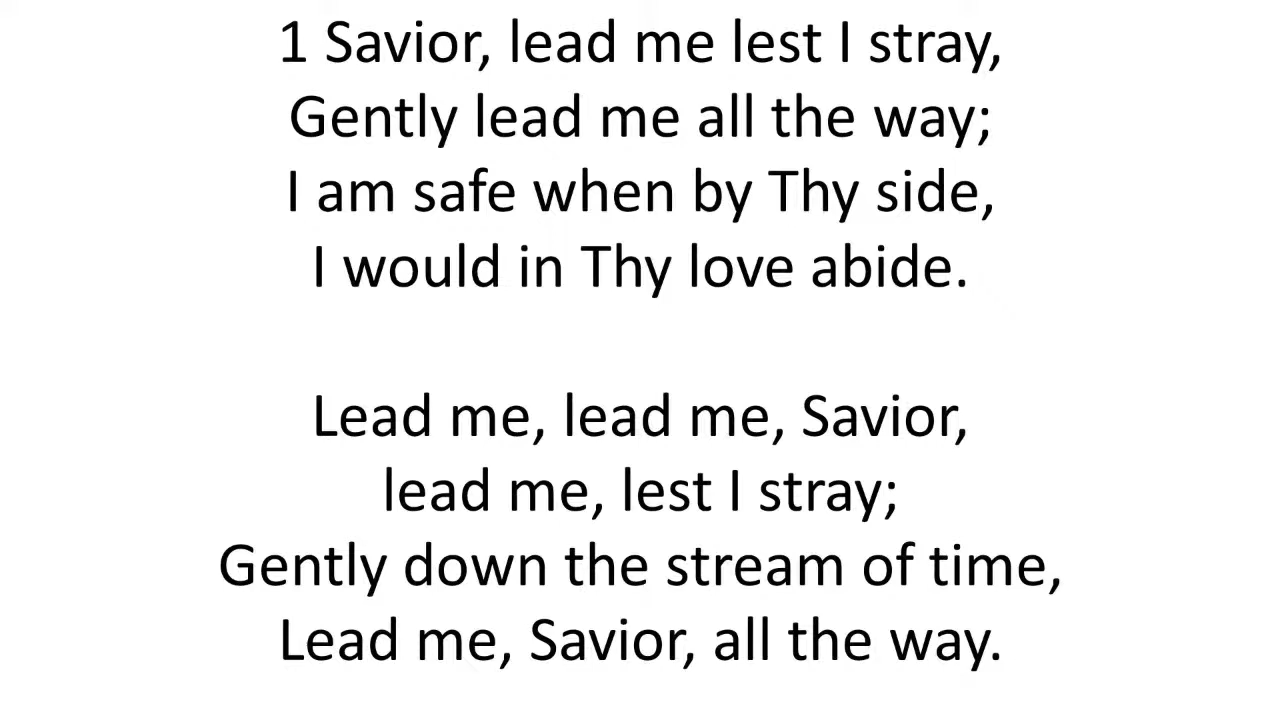 1 Savior, lead me lest I stray,
Gently lead me all the way;
I am safe when by Thy side,
I would in Thy love abide.
Lead me, lead me, Savior,
lead me, lest I stray;
Gently down the stream of time,
Lead me, Savior, all the way.